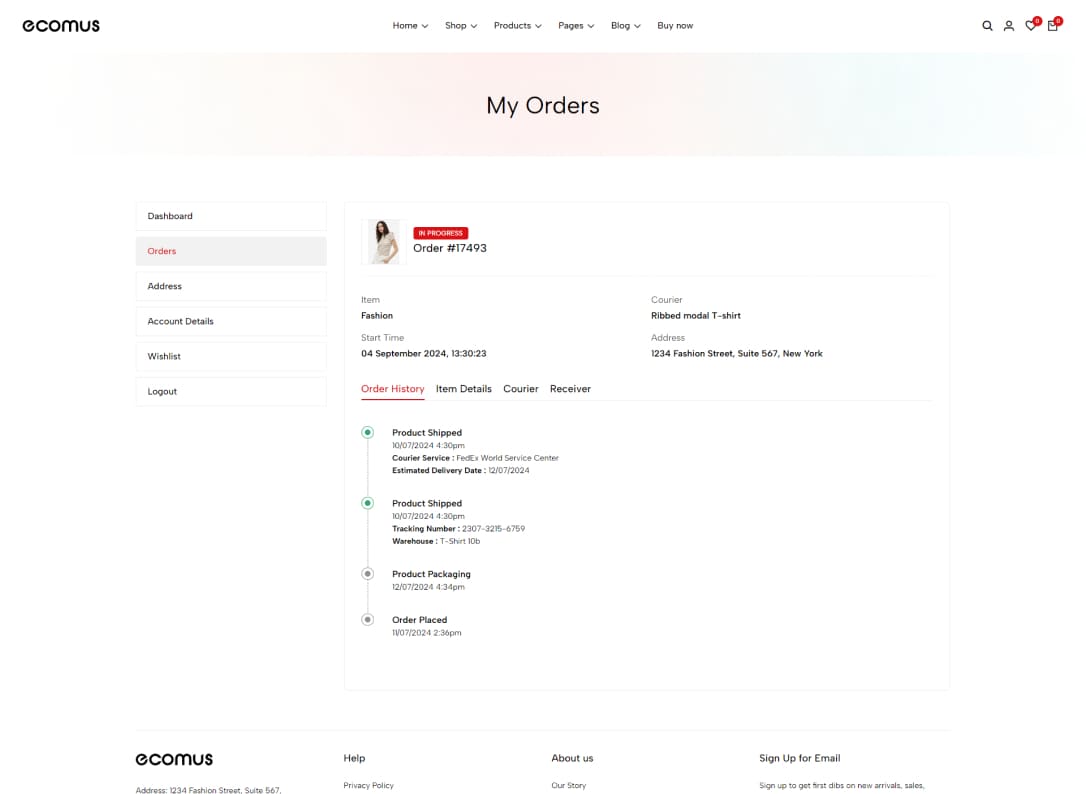 ecomus
Home Shop Products Pages Blog Buy now
0 0
My Orders
Dashboard
Orders
Address
Account Details
Wishlist
Logout
IN PROGRESS
Order #17493
Item
Fashion
Courier
Ribbed modal T-shirt
Start Time
04 September 2024, 13:30:23
Address
1234 Fashion Street, Suite 567, New York
Order History Item Details Courier Receiver
Product Shipped
10/07/2024 4:30pm
Courier Service : FedEx World Service Center
Estimated Delivery Date : 12/07/2024
Product Shipped
10/07/2024 4:30pm
Tracking Number : 2307-3215-6759
Warehouse : T-Shirt 10b
Product Packaging
12/07/2024 4:34pm
Order Placed
11/07/2024 2:36pm
ecomus
Address: 1234 Fashion Street, Suite 567,
Help
Privacy Policy
About us
Our Story
Sign Up for Email
Sign up to get first dibs on new arrivals, sales,